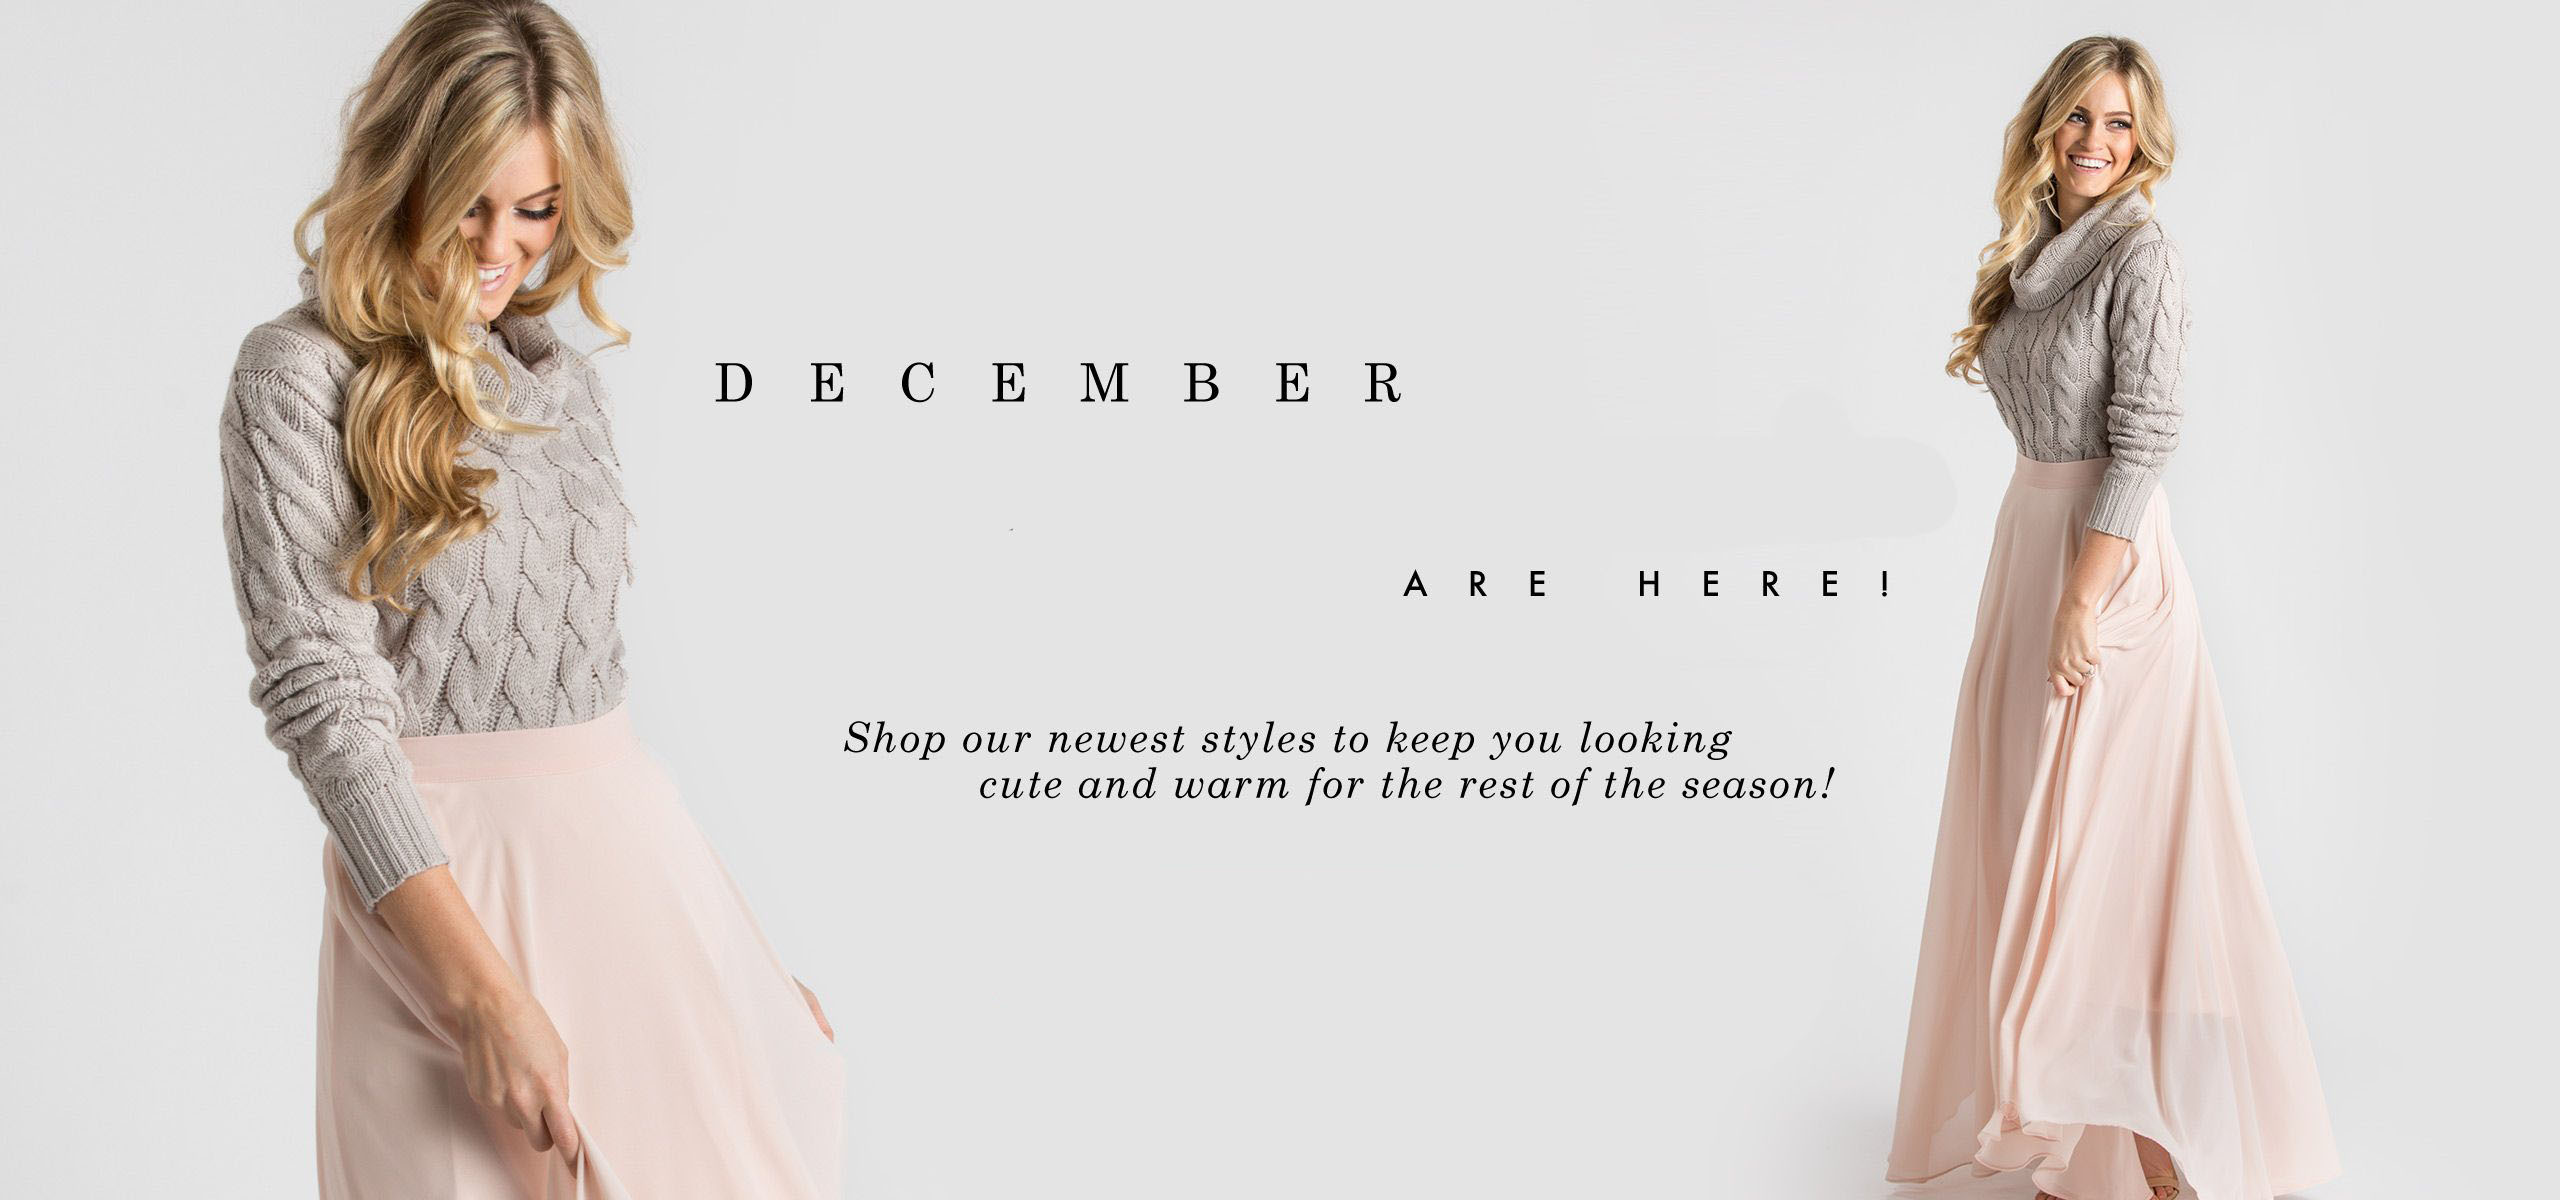 DECEMBER
ARE HERE!
Shop our newest styles to keep you looking
cute and warm for the rest of the season!